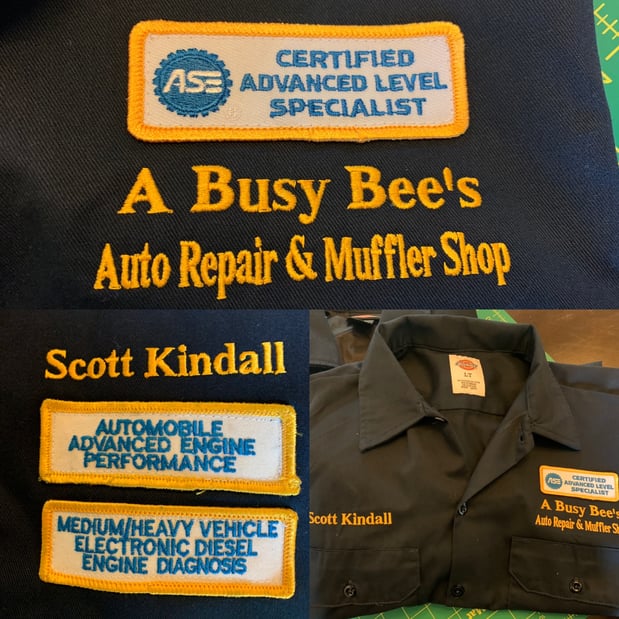 ASE
CERTIFIED
ADVANCED LEVEL
SPECIALIST
A Busy Bee's
Auto Repair & Muffler Shop
Scott Kindall
AUTOMOBILE
ADVANCED ENGINE
PERFORMANCE
MEDIUM/HEAVY VEHICLE
ELECTRONIC DIESEL
ENGINE DIAGNOSIS
Scott Kindall
ASE
CERTIFIED
ADVANCED LEVEL
SPECIALIST
A Busy Bee's
Auto Repair & Muffler Sh